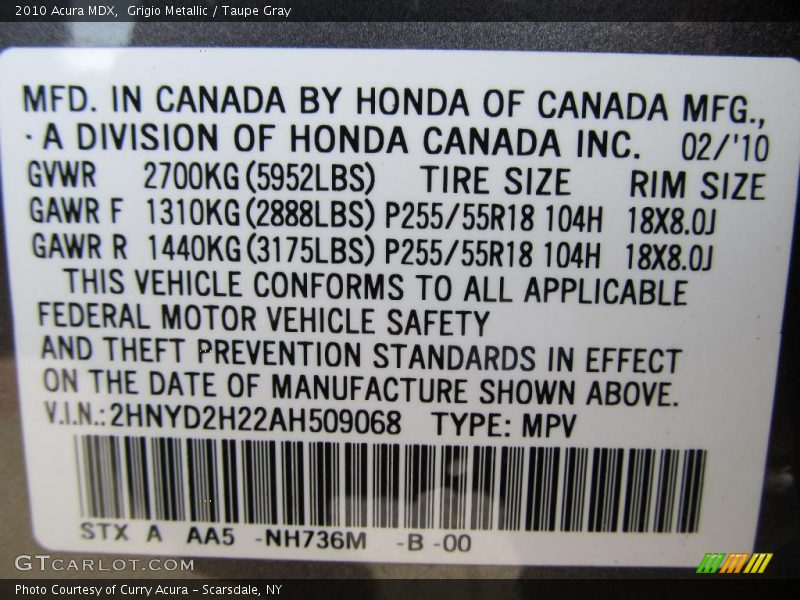 2010 Acura MDX, Grigio Metallic / Taupe Gray
MFD. IN CANADA BY HONDA OF CANADA MFG.,
·A DIVISION OF HONDA CANADA INC. 02/'10
GVWR 2700KG(5952LBS) TIRE SIZE RIM SIZE
GAWR F 1310KG(2888LBS) P255/55R18 104H 18X8.0J
GAWR R 1440KG(3175LBS) P255/55R18 104H 18X8.0J
THIS VEHICLE CONFORMS TO ALL APPLICABLE
FEDERAL MOTOR VEHICLE SAFETY
AND THEFT PREVENTION STANDARDS IN EFFECT
ON THE DATE OF MANUFACTURE SHOWN ABOVE.
V.I.N.:2HNYD2H22AH509068 TYPE: MPV
STX A AA5 -NH736M -B -00
GTCARLOT.COM
Photo Courtesy of Curry Acura - Scarsdale, NY